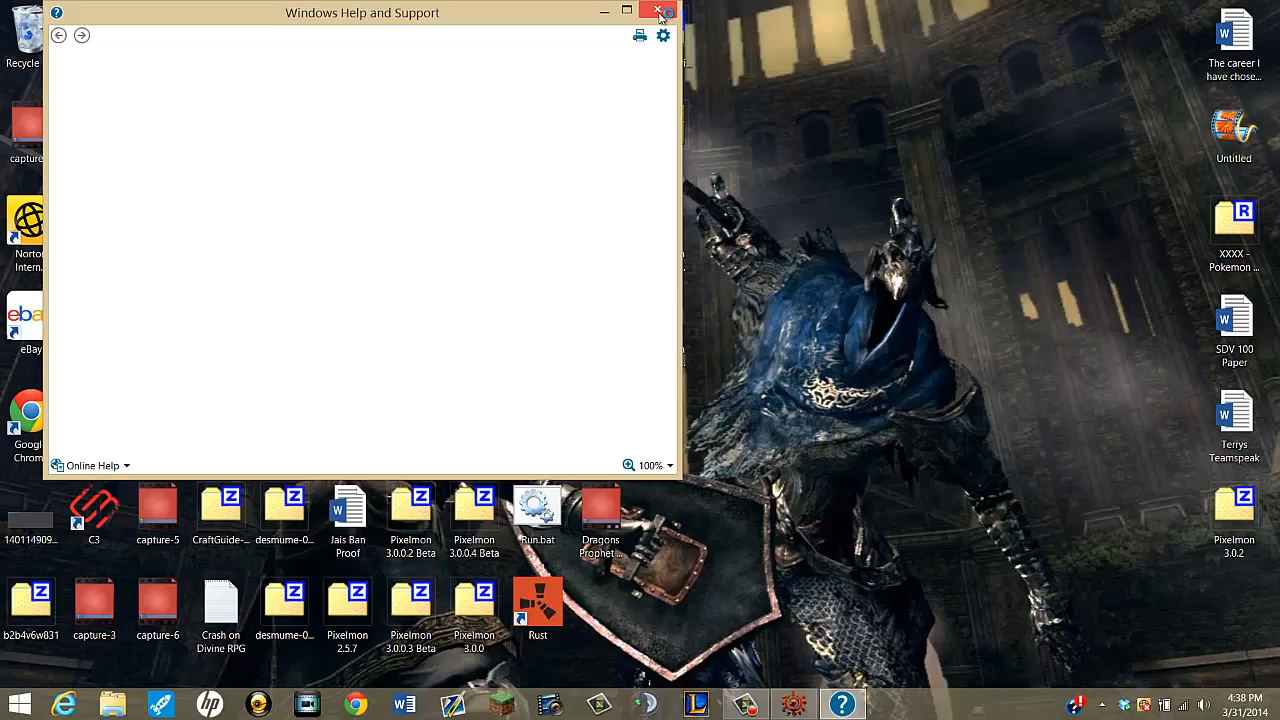 Windows Help and Support
Online Help
100%
Recycle
capture-
Norton
Intern...
ebay
eBay
Google
Chrom
The career I
have chose...
Untitled
R
XXXX -
Pokemon ...
SDV 100
Paper
Terrys
Teamspeak
Z
Pixelmon
3.0.2
140114909...
C3
capture-5
CraftGuide-...
desmume-0...
Jais Ban
Proof
Pixelmon
3.0.0.2 Beta
Pixelmon
3.0.0.4 Beta
Run.bat
Dragons
Prophet ...
b2b4v6w831
capture-3
capture-6
Crash on
Divine RPG
desmume-0...
Pixelmon
2.5.7
Pixelmon
3.0.0.3 Beta
Pixelmon
3.0.0
Rust
4:38 PM
3/31/2014